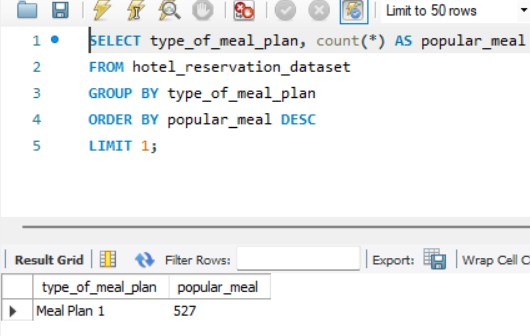 Limit to 50 rows
1 SELECT type_of_meal_plan, count(*) AS popular_meal
2 FROM hotel_reservation_dataset
3 GROUP BY type_of_meal_plan
4 ORDER BY popular_meal DESC
5 LIMIT 1;
Result Grid Filter Rows: Export: Wrap Cell C
type_of_meal_plan popular_meal
Meal Plan 1 527